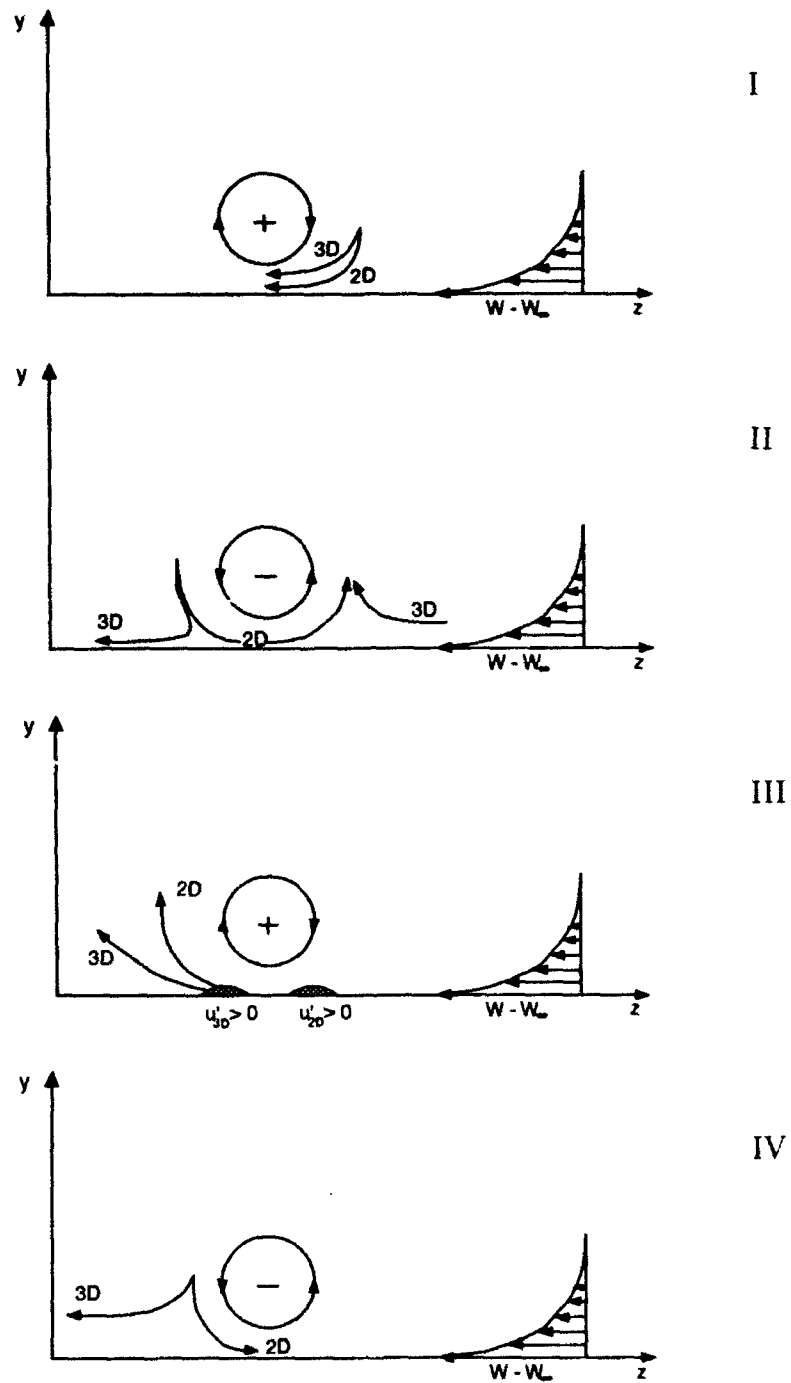 y
I
+
3D
2D
W - W∞
z
y
II
−
3D
2D
3D
W - W∞
z
y
III
2D
+
3D
u'3D > 0
u'2D > 0
W - W∞
z
y
IV
−
3D
2D
W - W∞
z